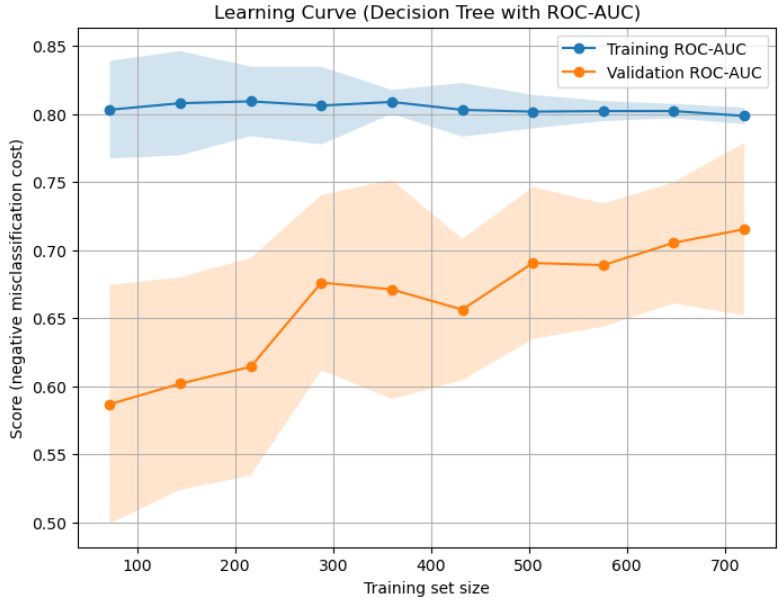 Learning Curve (Decision Tree with ROC-AUC)
Training ROC-AUC
Validation ROC-AUC
Score (negative misclassification cost)
0.85
0.80
0.75
0.70
0.65
0.60
0.55
0.50
100 200 300 400 500 600 700
Training set size